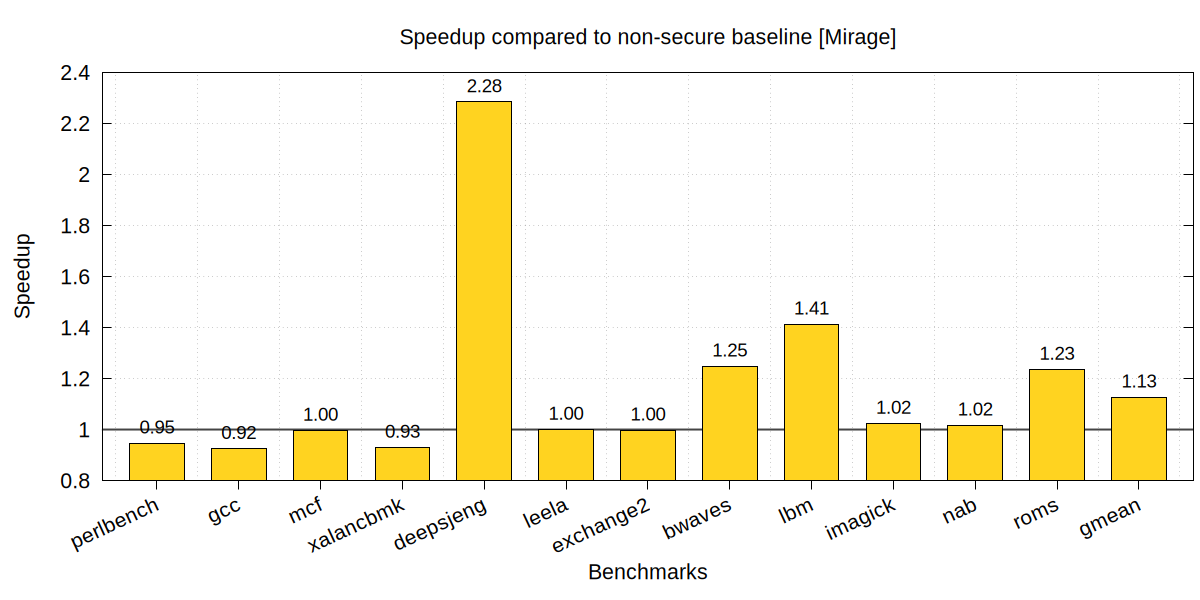 Speedup compared to non-secure baseline [Mirage]
2.4
2.2
2
1.8
1.6
1.4
1.2
1
0.8
Speedup
0.95
0.92
1.00
0.93
2.28
1.00
1.00
1.25
1.41
1.02
1.02
1.23
1.13
perlbench
gcc
mcf
xalancbmk
deepsjeng
leela
exchange2
bwaves
lbm
imagick
nab
roms
gmean
Benchmarks